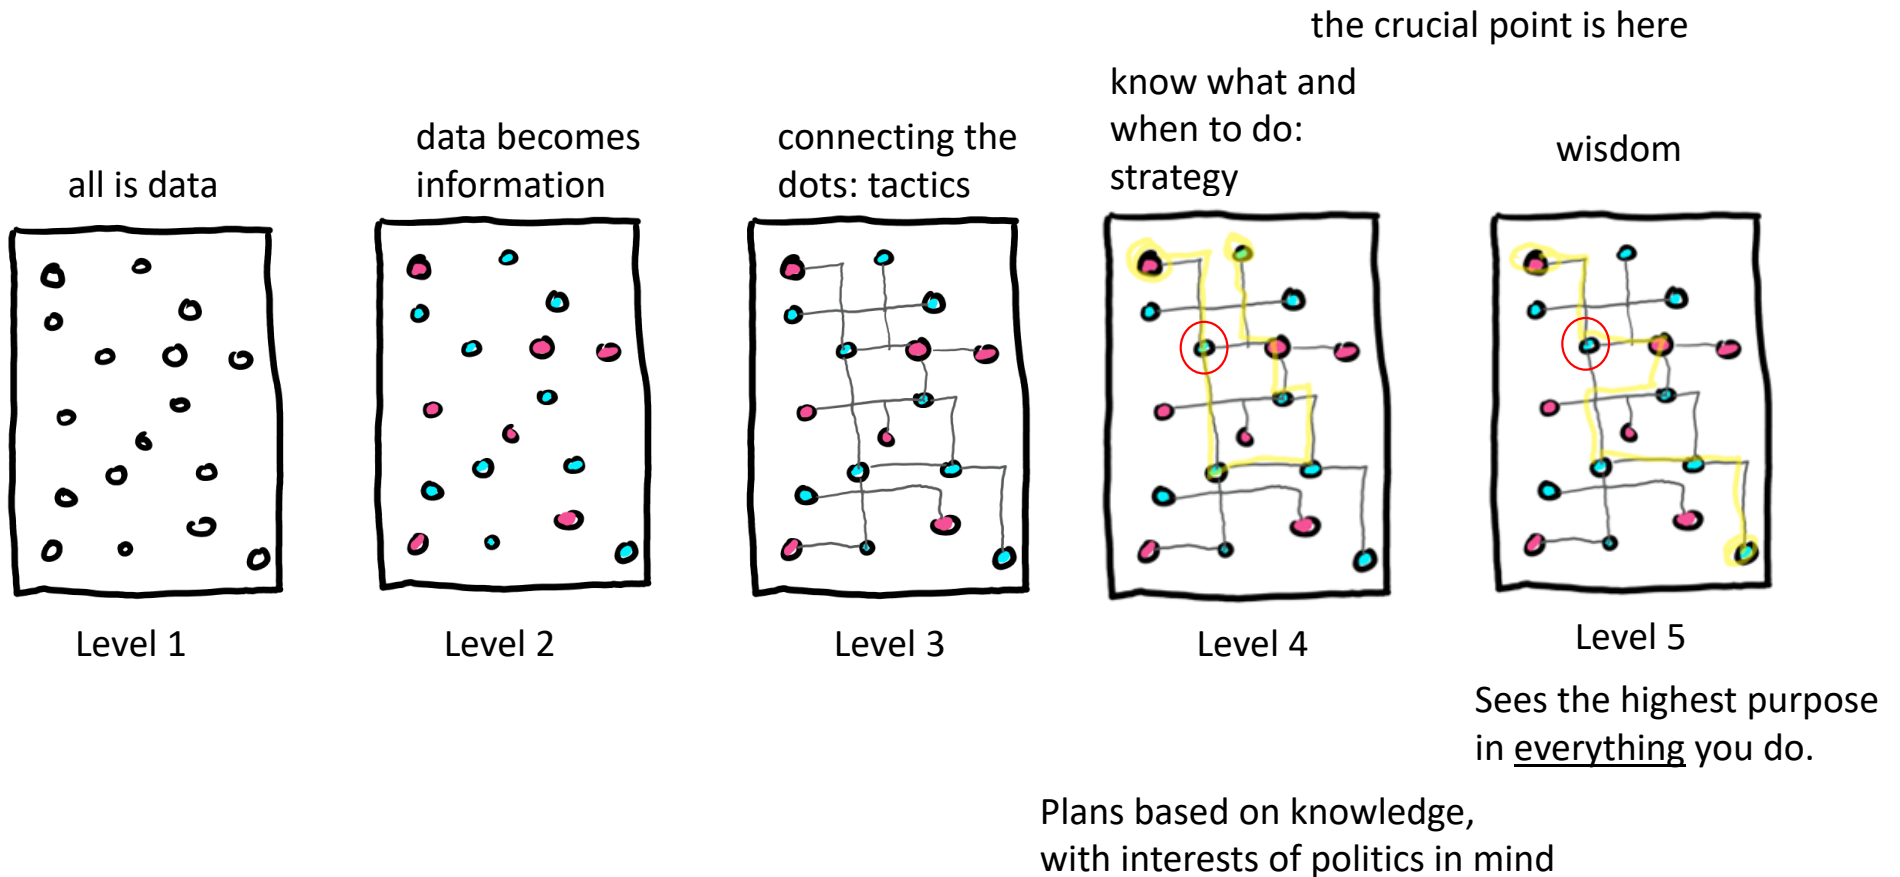 the crucial point is here
know what and
when to do:
strategy
data becomes
information
connecting the
dots: tactics
wisdom
all is data
Level 1
Level 2
Level 3
Level 4
Level 5
Sees the highest purpose
in everything you do.
Plans based on knowledge,
with interests of politics in mind